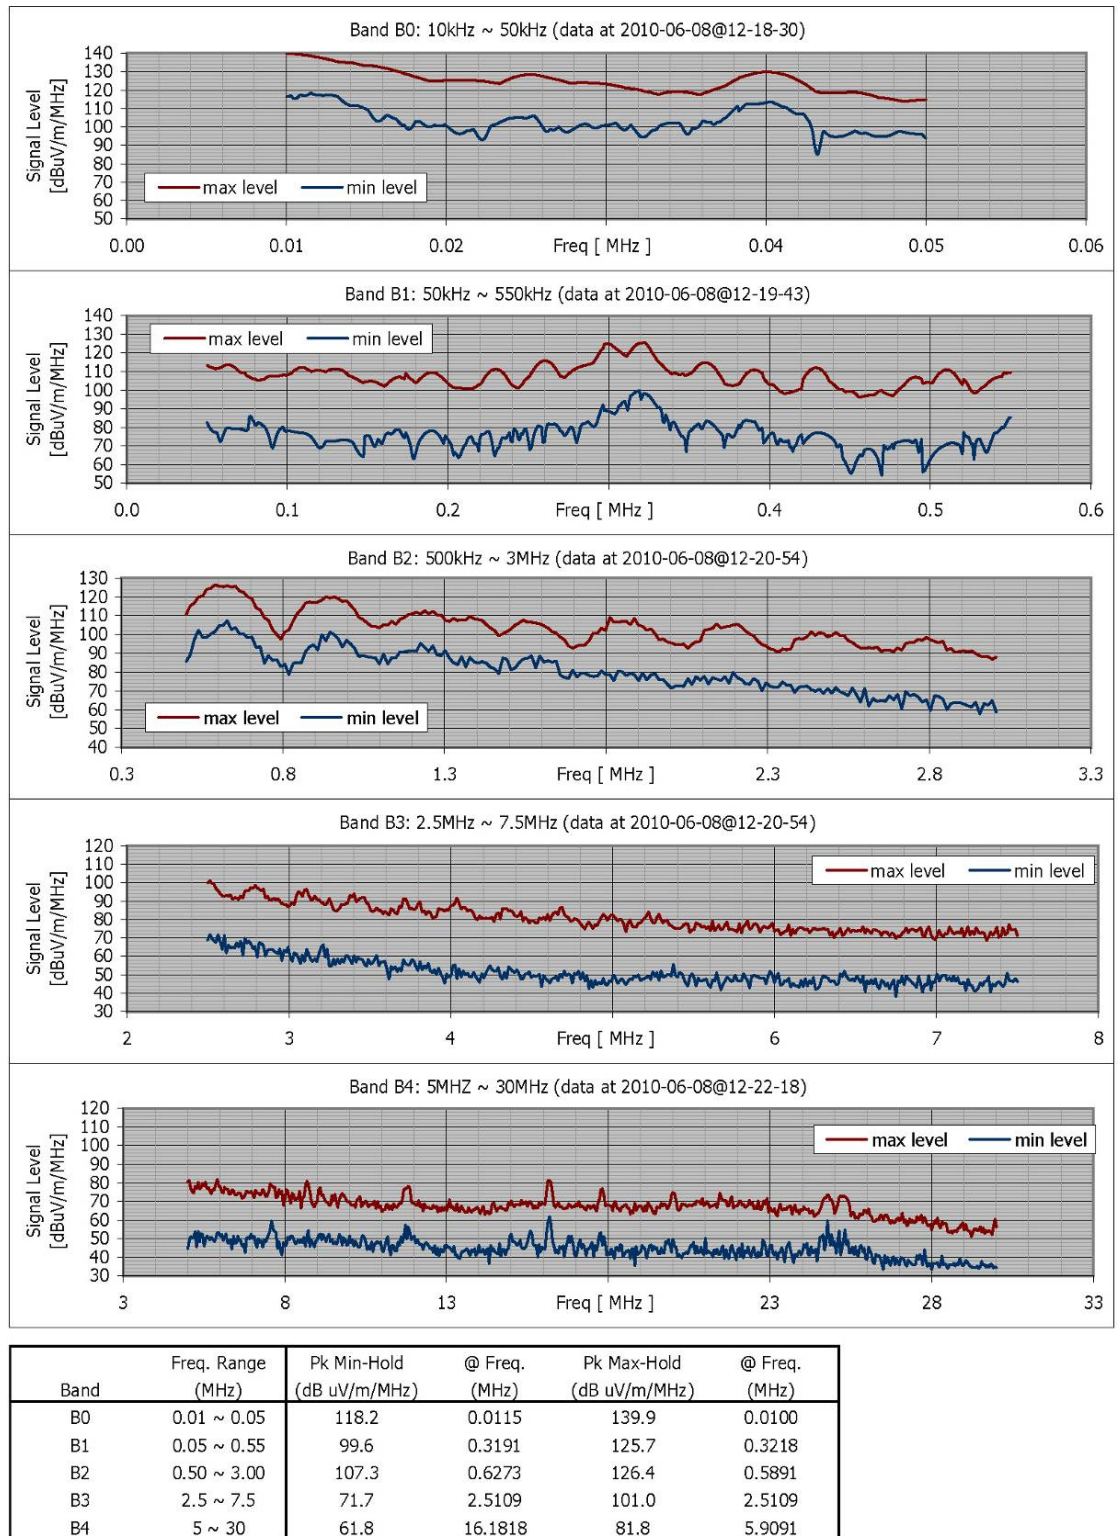 Band B0: 10kHz ~ 50kHz (data at 2010-06-08@12-18-30)
Signal Level
[dBuV/m/MHz]
140
130
120
110
100
90
80
70
60
50
max level min level
0.00 0.01 0.02 Freq [ MHz ] 0.04 0.05 0.06
Band B1: 50kHz ~ 550kHz (data at 2010-06-08@12-19-43)
Signal Level
[dBuV/m/MHz]
140
130
120
110
100
90
80
70
60
50
max level min level
0.0 0.1 0.2 Freq [ MHz ] 0.4 0.5 0.6
Band B2: 500kHz ~ 3MHz (data at 2010-06-08@12-20-54)
Signal Level
[dBuV/m/MHz]
130
120
110
100
90
80
70
60
50
40
max level min level
0.3 0.8 1.3 Freq [ MHz ] 2.3 2.8 3.3
Band B3: 2.5MHz ~ 7.5MHz (data at 2010-06-08@12-20-54)
Signal Level
[dBuV/m/MHz]
120
110
100
90
80
70
60
50
40
30
max level min level
2 3 4 Freq [ MHz ] 6 7 8
Band B4: 5MHZ ~ 30MHz (data at 2010-06-08@12-22-18)
Signal Level
[dBuV/m/MHz]
120
110
100
90
80
70
60
50
40
30
max level min level
3 8 13 Freq [ MHz ] 23 28 33
Freq. Range Pk Min-Hold @ Freq. Pk Max-Hold @ Freq.
Band (MHz) (dB uV/m/MHz) (MHz) (dB uV/m/MHz) (MHz)
B0 0.01 ~ 0.05 118.2 0.0115 139.9 0.0100
B1 0.05 ~ 0.55 99.6 0.3191 125.7 0.3218
B2 0.50 ~ 3.00 107.3 0.6273 126.4 0.5891
B3 2.5 ~ 7.5 71.7 2.5109 101.0 2.5109
B4 5 ~ 30 61.8 16.1818 81.8 5.9091